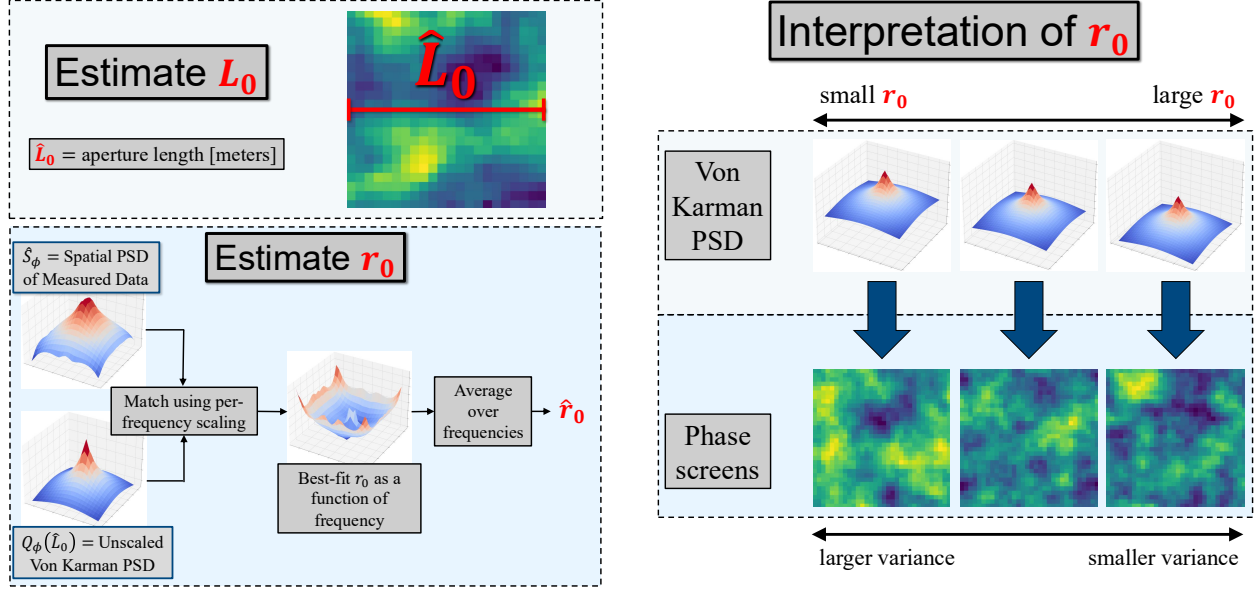 Estimate L₀
L̂₀
L̂₀ = aperture length [meters]
Estimate r₀
Ŝ_ϕ = Spatial PSD
of Measured Data
Match using per-
frequency scaling
Average
over
frequencies
r̂₀
Best-fit r₀ as a
function of
frequency
Q_ϕ(L̂₀) = Unscaled
Von Karman PSD
Interpretation of r₀
small r₀
large r₀
Von
Karman
PSD
Phase
screens
larger variance
smaller variance